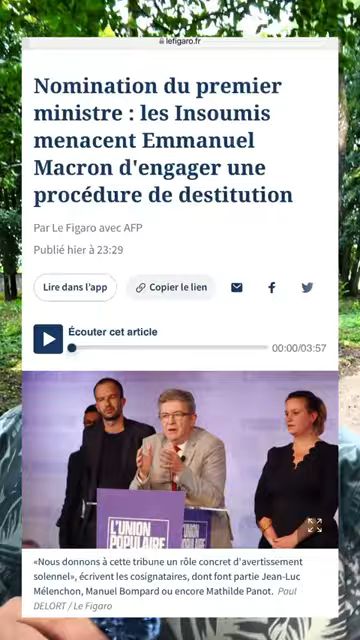 lefigaro.fr
Nomination du premier
ministre : les Insoumis
menacent Emmanuel
Macron d'engager une
procédure de destitution
Par Le Figaro avec AFP
Publié hier à 23:29
Lire dans l'app
Copier le lien
Écouter cet article
00:00/03:57
L'UNION
POPULAIRE
L'UNION
POPULAIRE
«Nous donnons à cette tribune un rôle concret d'avertissement
solennel», écrivent les cosignataires, dont font partie Jean-Luc
Mélenchon, Manuel Bompard ou encore Mathilde Panot. Paul
DELORT / Le Figaro